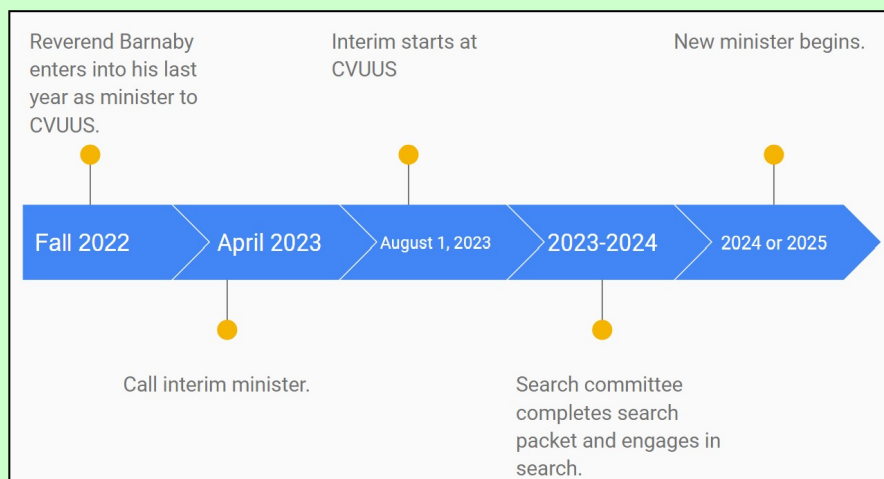 Reverend Barnaby
enters into his last
year as minister to
CVUUS.
Interim starts at
CVUUS
New minister begins.
Fall 2022
April 2023
August 1, 2023
2023-2024
2024 or 2025
Call interim minister.
Search committee
completes search
packet and engages in
search.